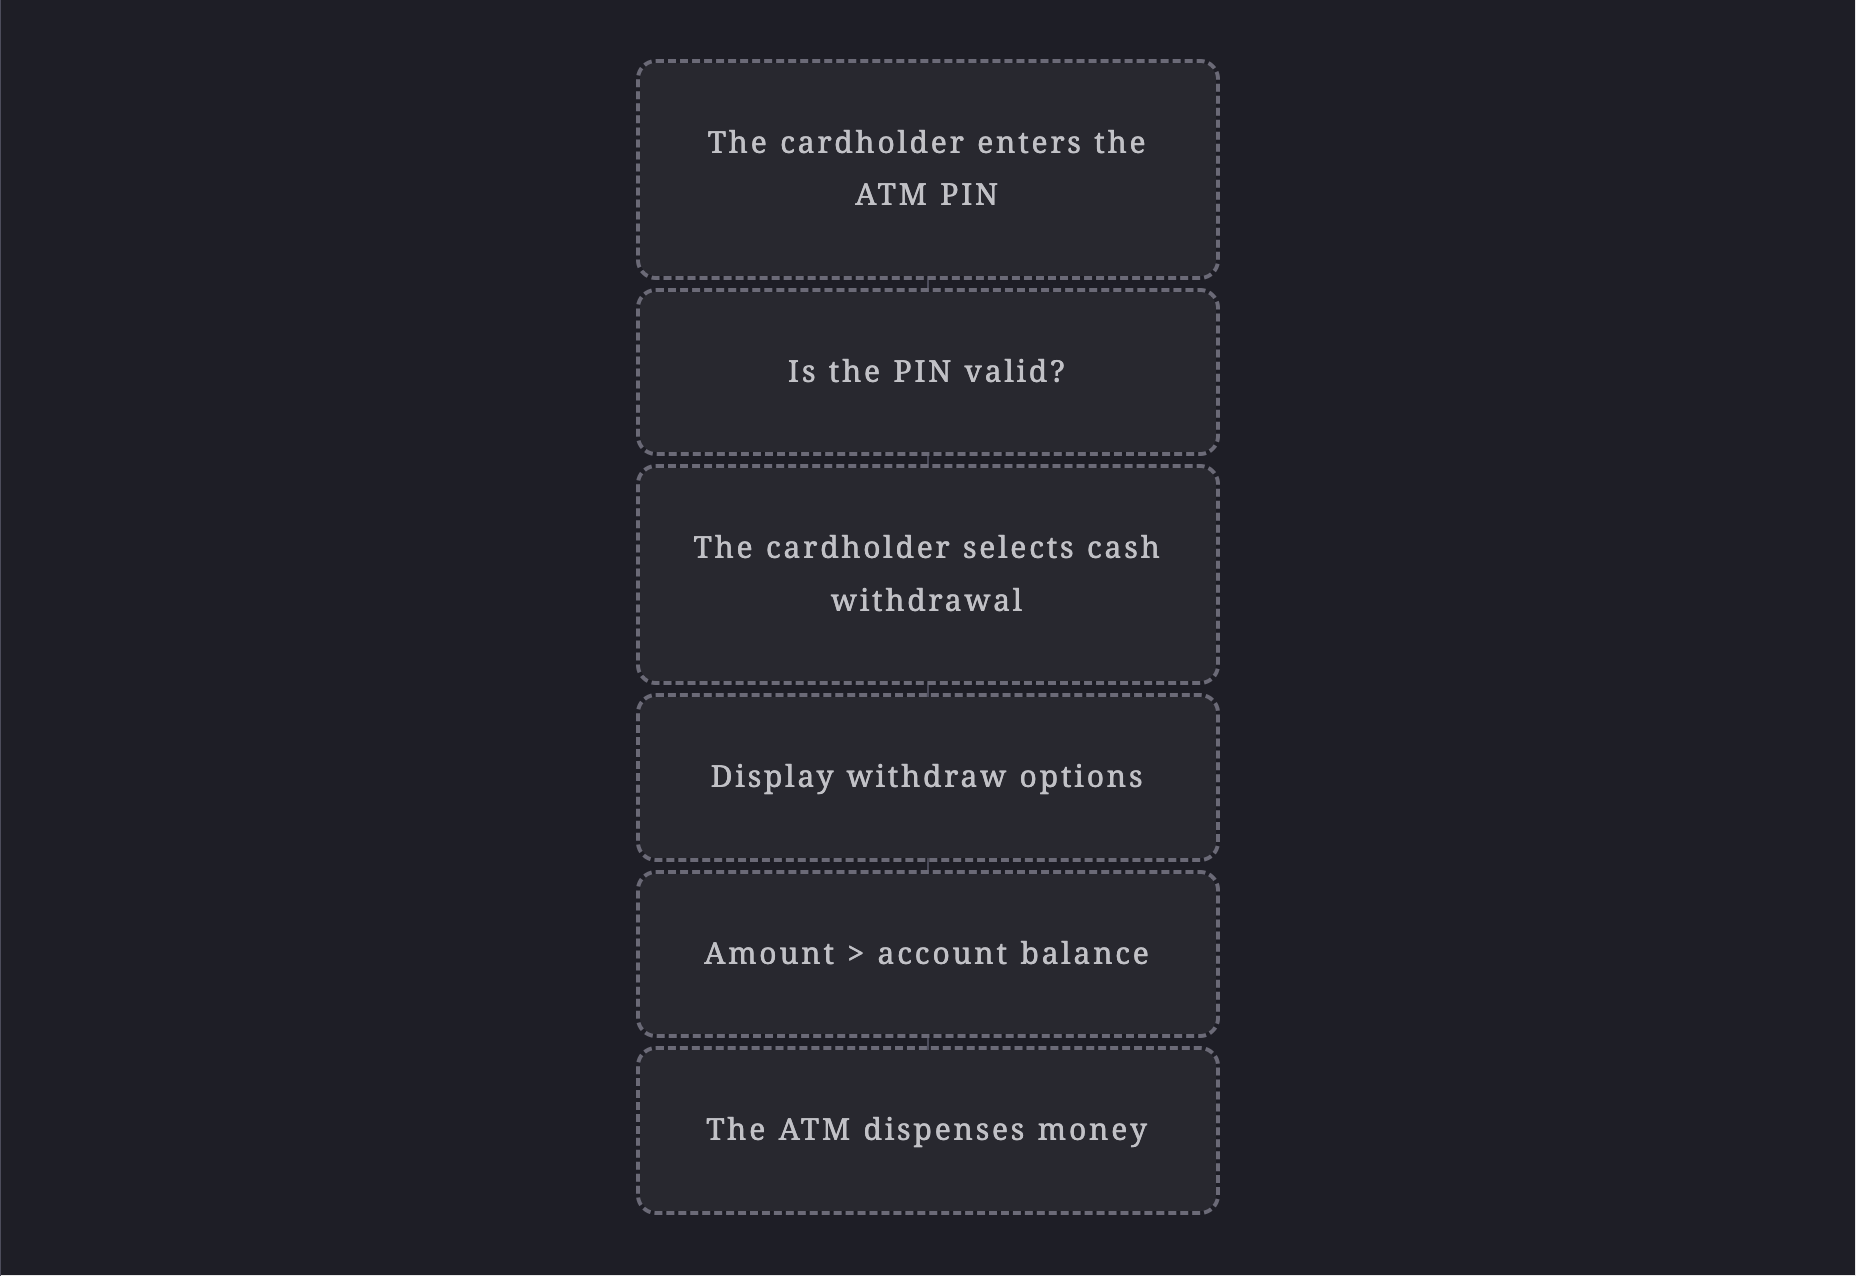 The cardholder enters the
ATM PIN
Is the PIN valid?
The cardholder selects cash
withdrawal
Display withdraw options
Amount > account balance
The ATM dispenses money